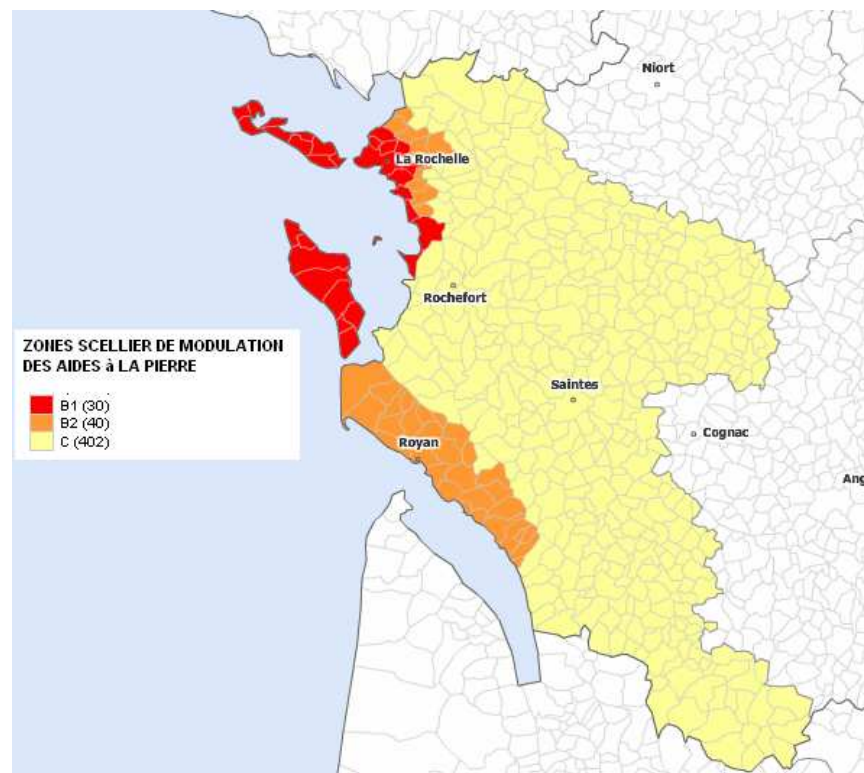 Niort
La Rochelle
Rochefort
ZONES SCELLIER DE MODULATION
DES AIDES à LA PIERRE
B1 (30)
B2 (40)
C (402)
Saintes
Cognac
Royan
Ang